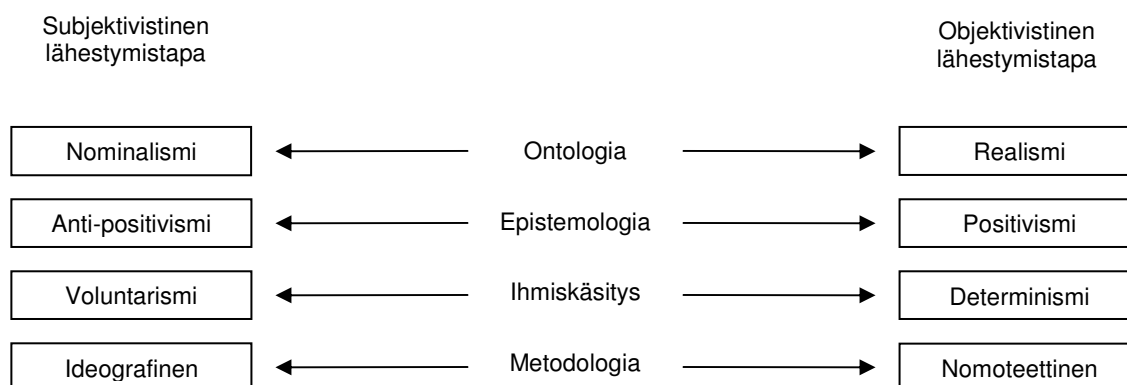 Subjektivistinen
lähestymistapa
Objektivistinen
lähestymistapa
Nominalismi
Ontologia
Realismi
Anti-positivismi
Epistemologia
Positivismi
Voluntarismi
Ihmiskäsitys
Determinismi
Ideografinen
Metodologia
Nomoteettinen